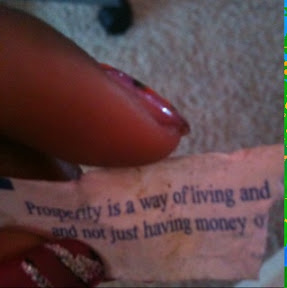 Prosperity is a way of living and
and not just having money o